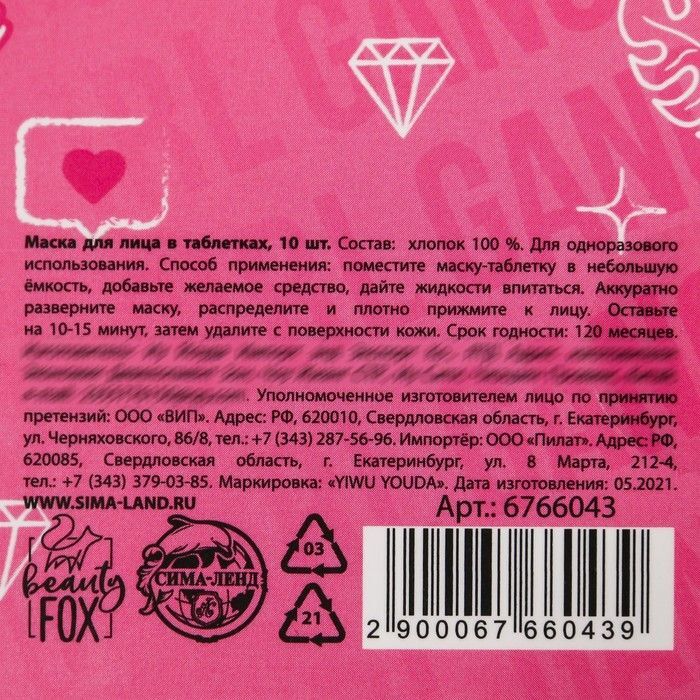 GIRL GANG
GIRL GANG
Маска для лица в таблетках, 10 шт. Состав: хлопок 100 %. Для одноразового
использования. Способ применения: поместите маску-таблетку в небольшую
ёмкость, добавьте желаемое средство, дайте жидкости впитаться. Аккуратно
разверните маску, распределите и плотно прижмите к лицу. Оставьте
на 10-15 минут, затем удалите с поверхности кожи. Срок годности: 120 месяцев.
. Уполномоченное изготовителем лицо по принятию
претензий: ООО «ВИП». Адрес: РФ, 620010, Свердловская область, г. Екатеринбург,
ул. Черняховского, 86/8, тел.: +7 (343) 287-56-96. Импортёр: ООО «Пилат». Адрес: РФ,
620085, Свердловская область, г. Екатеринбург, ул. 8 Марта, 212-4,
тел.: +7 (343) 379-03-85. Маркировка: «YIWU YOUDA». Дата изготовления: 05.2021.
WWW.SIMA-LAND.RU
Арт.: 6766043
beauty
FOX
СИМА-ЛЕНД
03
21
2 900067 660439